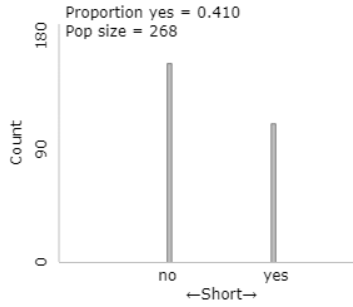 Proportion yes = 0.410
Pop size = 268
180
90
0
Count
no yes
←Short→